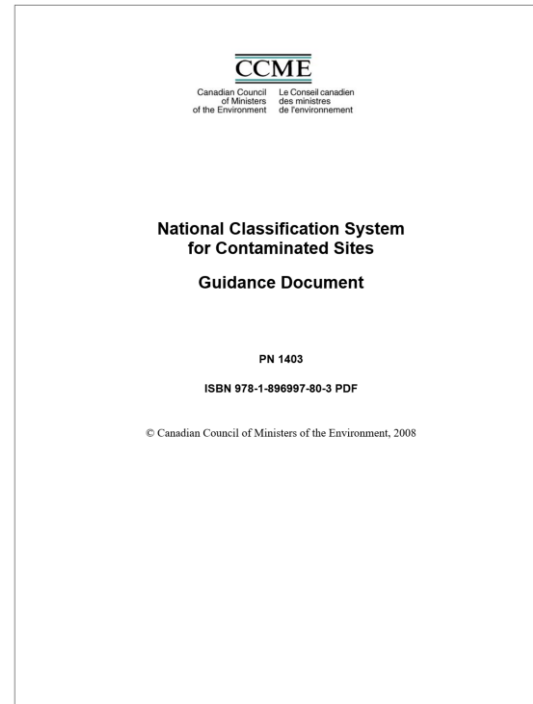 CCME
Canadian Council
of Ministers
of the Environment
Le Conseil canadien
des ministres
de l'environnement
National Classification System
for Contaminated Sites
Guidance Document
PN 1403
ISBN 978-1-896997-80-3 PDF
© Canadian Council of Ministers of the Environment, 2008